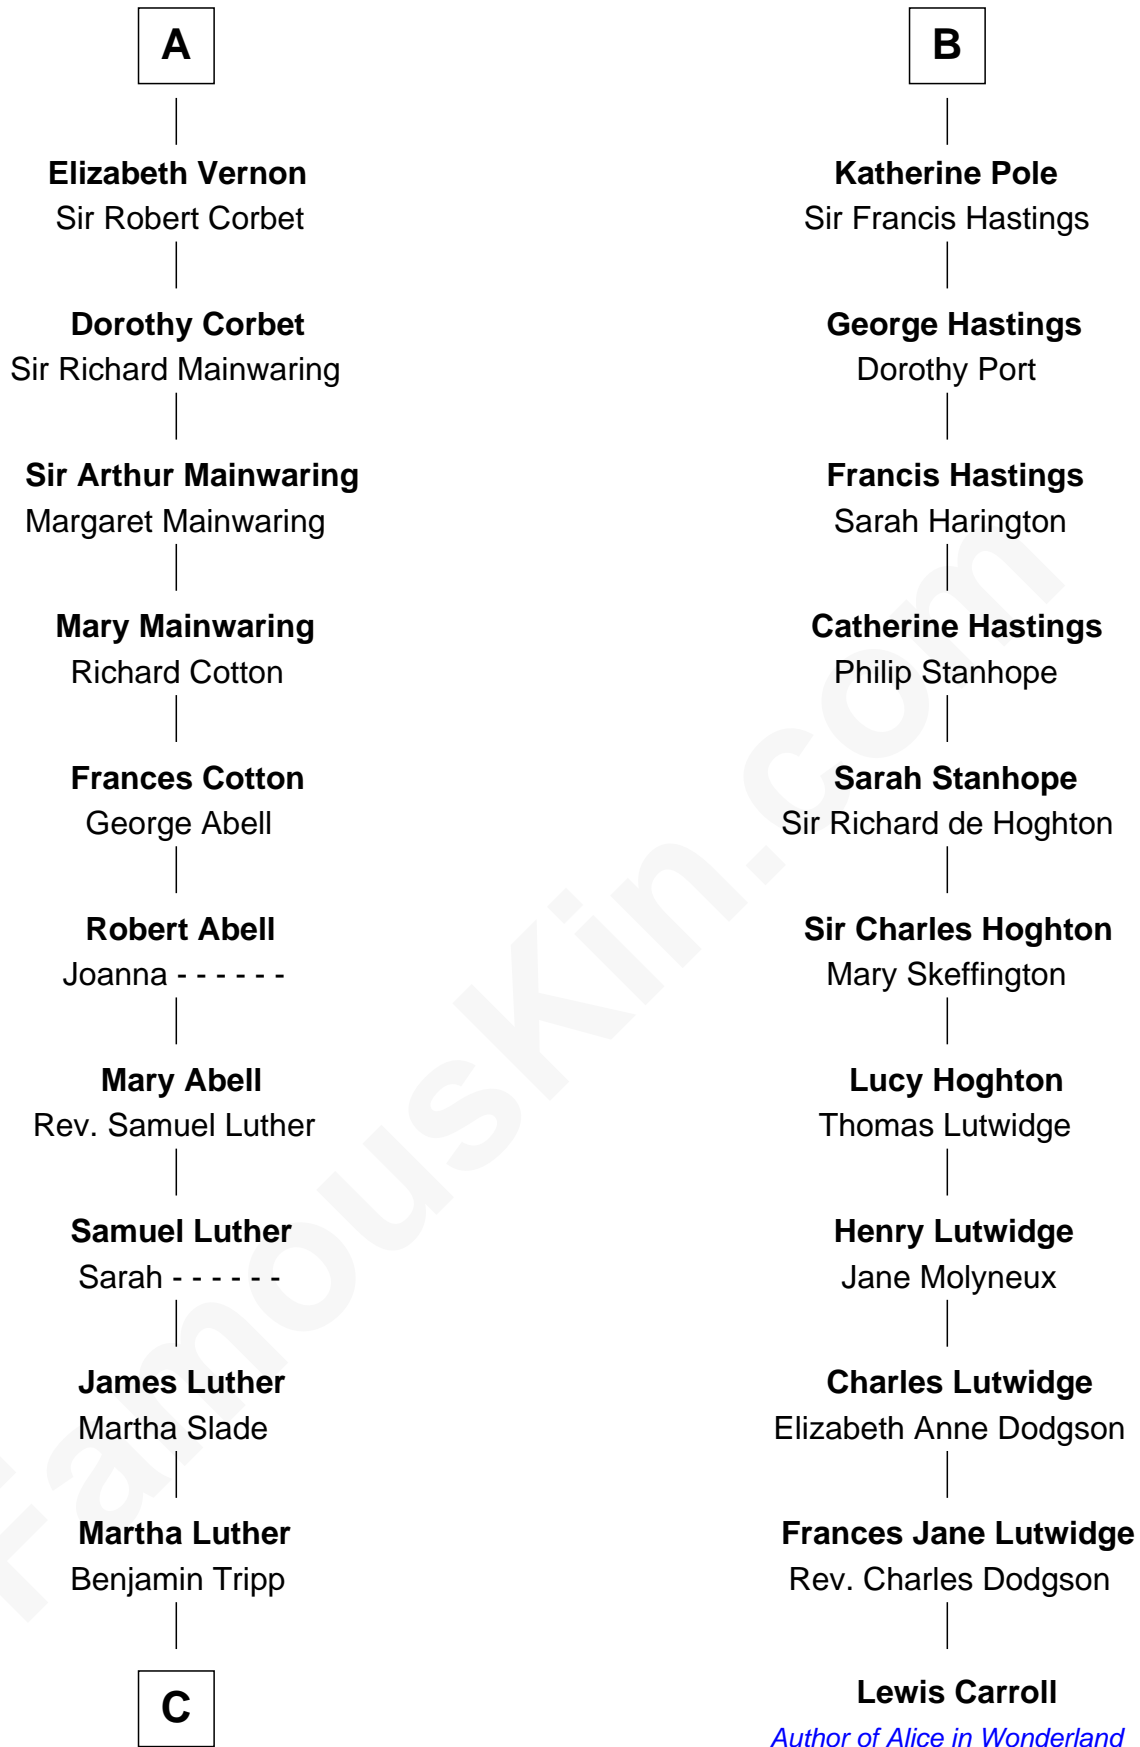 A
Elizabeth Vernon
Sir Robert Corbet
Dorothy Corbet
Sir Richard Mainwaring
Sir Arthur Mainwaring
Margaret Mainwaring
Mary Mainwaring
Richard Cotton
Frances Cotton
George Abell
Robert Abell
Joanna - - - - - -
Mary Abell
Rev. Samuel Luther
Samuel Luther
Sarah - - - - - -
James Luther
Martha Slade
Martha Luther
Benjamin Tripp
C
B
Katherine Pole
Sir Francis Hastings
George Hastings
Dorothy Port
Francis Hastings
Sarah Harington
Catherine Hastings
Philip Stanhope
Sarah Stanhope
Sir Richard de Hoghton
Sir Charles Hoghton
Mary Skeffington
Lucy Hoghton
Thomas Lutwidge
Henry Lutwidge
Jane Molyneux
Charles Lutwidge
Elizabeth Anne Dodgson
Frances Jane Lutwidge
Rev. Charles Dodgson
Lewis Carroll
Author of Alice in Wonderland
FamousKin.com